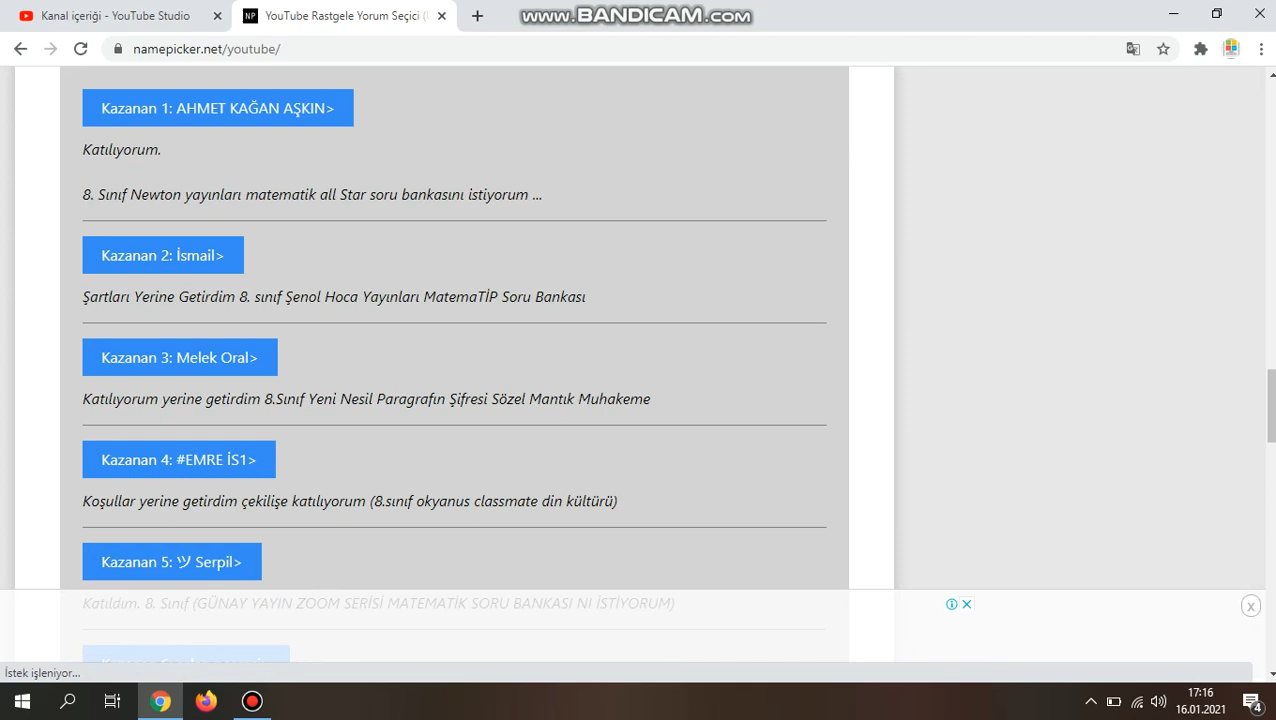 Kanal içeriği - YouTube Studio
NP YouTube Rastgele Yorum Seçici (
www.BANDICAM.com
namepicker.net/youtube/
Kazanan 1: AHMET KAĞAN AŞKIN>
Katılıyorum.
8. Sınıf Newton yayınları matematik all Star soru bankasını istiyorum ...
Kazanan 2: İsmail>
Şartları Yerine Getirdim 8. sınıf Şenol Hoca Yayınları MatemaTİP Soru Bankası
Kazanan 3: Melek Oral>
Katılıyorum yerine getirdim 8.Sınıf Yeni Nesil Paragrafın Şifresi Sözel Mantık Muhakeme
Kazanan 4: #EMRE İS1>
Koşullar yerine getirdim çekilişe katılıyorum (8.sınıf okyanus classmate din kültürü)
Kazanan 5: ツ Serpil>
Katıldım. 8. Sınıf (GÜNAY YAYIN ZOOM SERİSİ MATEMATİK SORU BANKASI NI İSTİYORUM)
İstek işleniyor...
17:16
16.01.2021
4